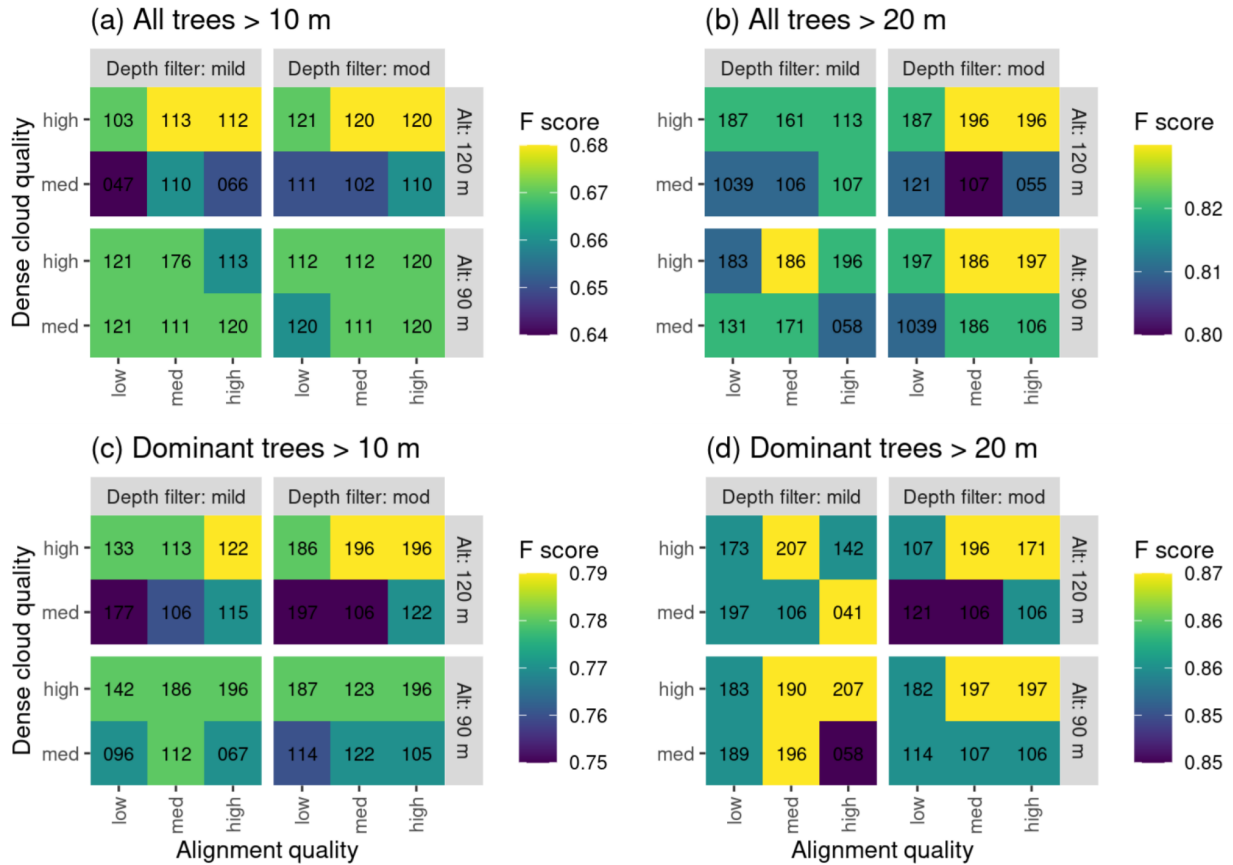 (a) All trees > 10 m
Depth filter: mild Depth filter: mod
Dense cloud quality
high 103 113 112 121 120 120
med 047 110 066 111 102 110
Alt: 120 m
high 121 176 113 112 112 120
med 121 111 120 120 111 120
Alt: 90 m
low med high low med high
F score
0.68
0.67
0.66
0.65
0.64
(b) All trees > 20 m
Depth filter: mild Depth filter: mod
high 187 161 113 187 196 196
med 1039 106 107 121 107 055
Alt: 120 m
high 183 186 196 197 186 197
med 131 171 058 1039 186 106
Alt: 90 m
low med high low med high
F score
0.82
0.81
0.80
(c) Dominant trees > 10 m
Depth filter: mild Depth filter: mod
Dense cloud quality
high 133 113 122 186 196 196
med 177 106 115 197 106 122
Alt: 120 m
high 142 186 196 187 123 196
med 096 112 067 114 122 105
Alt: 90 m
low med high low med high
Alignment quality
F score
0.79
0.78
0.77
0.76
0.75
(d) Dominant trees > 20 m
Depth filter: mild Depth filter: mod
high 173 207 142 107 196 171
med 197 106 041 121 106 106
Alt: 120 m
high 183 190 207 182 197 197
med 189 196 058 114 107 106
Alt: 90 m
low med high low med high
Alignment quality
F score
0.87
0.86
0.86
0.85
0.85